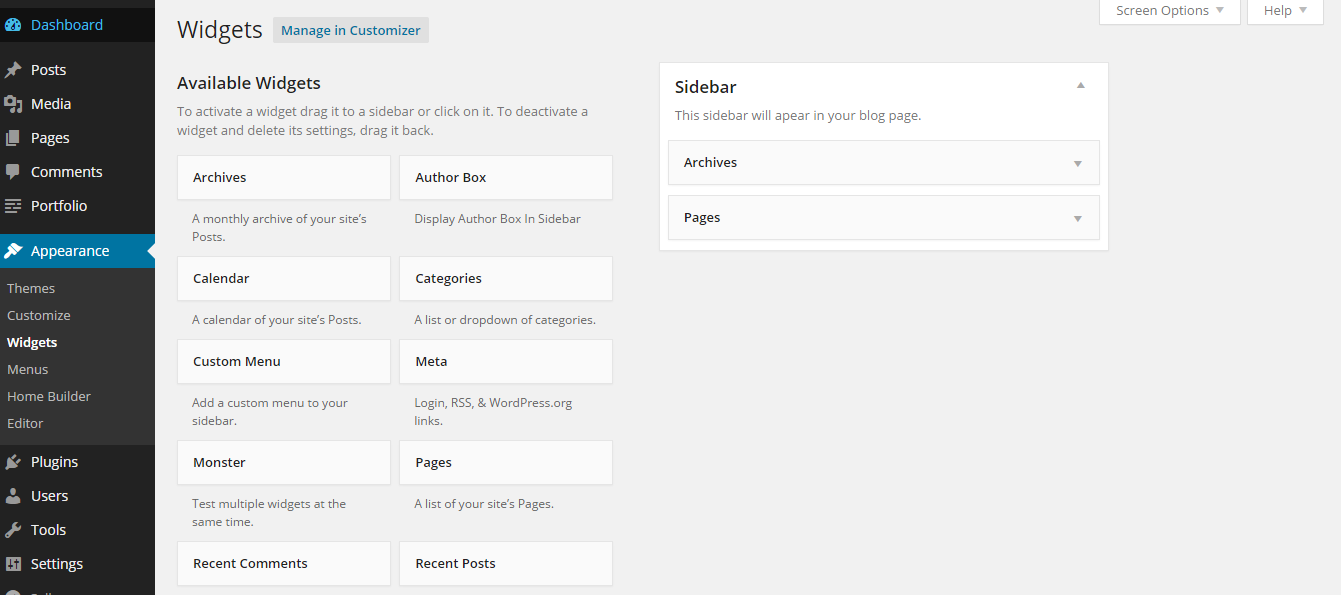 Dashboard
Posts
Media
Pages
Comments
Portfolio
Appearance
Themes
Customize
Widgets
Menus
Home Builder
Editor
Plugins
Users
Tools
Settings
Screen Options
Help
Widgets Manage in Customizer
Available Widgets
To activate a widget drag it to a sidebar or click on it. To deactivate a
widget and delete its settings, drag it back.
Archives
A monthly archive of your site’s
Posts.
Author Box
Display Author Box In Sidebar
Calendar
A calendar of your site’s Posts.
Categories
A list or dropdown of categories.
Custom Menu
Add a custom menu to your
sidebar.
Meta
Login, RSS, & WordPress.org
links.
Monster
Test multiple widgets at the
same time.
Pages
A list of your site’s Pages.
Recent Comments
Recent Posts
Sidebar
This sidebar will apear in your blog page.
Archives
Pages